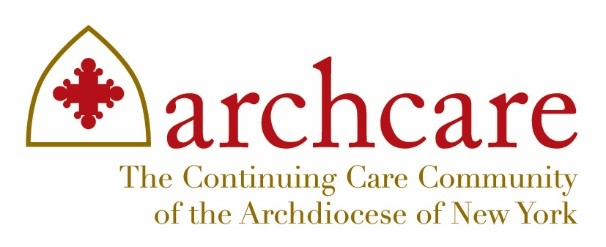 archcare
The Continuing Care Community
of the Archdiocese of New York